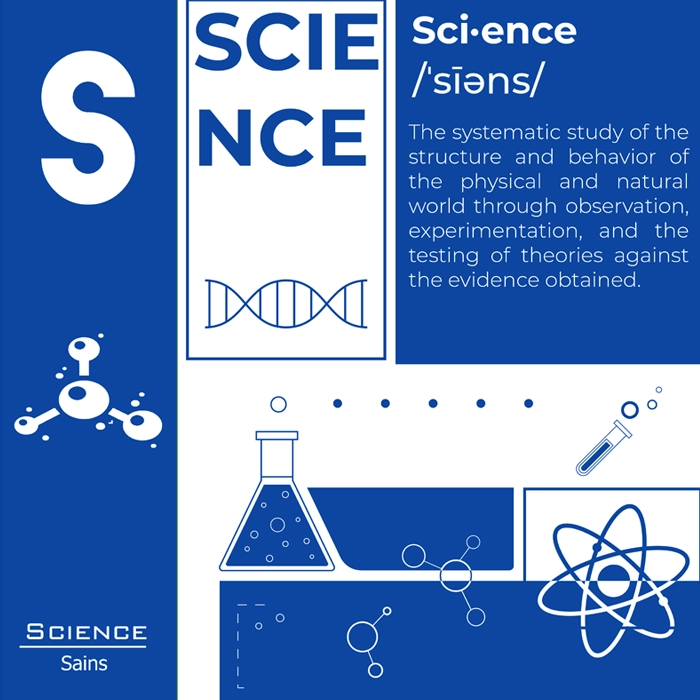 S
SCIE
NCE
Sci·ence
/ˈsīəns/
The systematic study of the
structure and behavior of
the physical and natural
world through observation,
experimentation, and the
testing of theories against
the evidence obtained.
Science
Sains